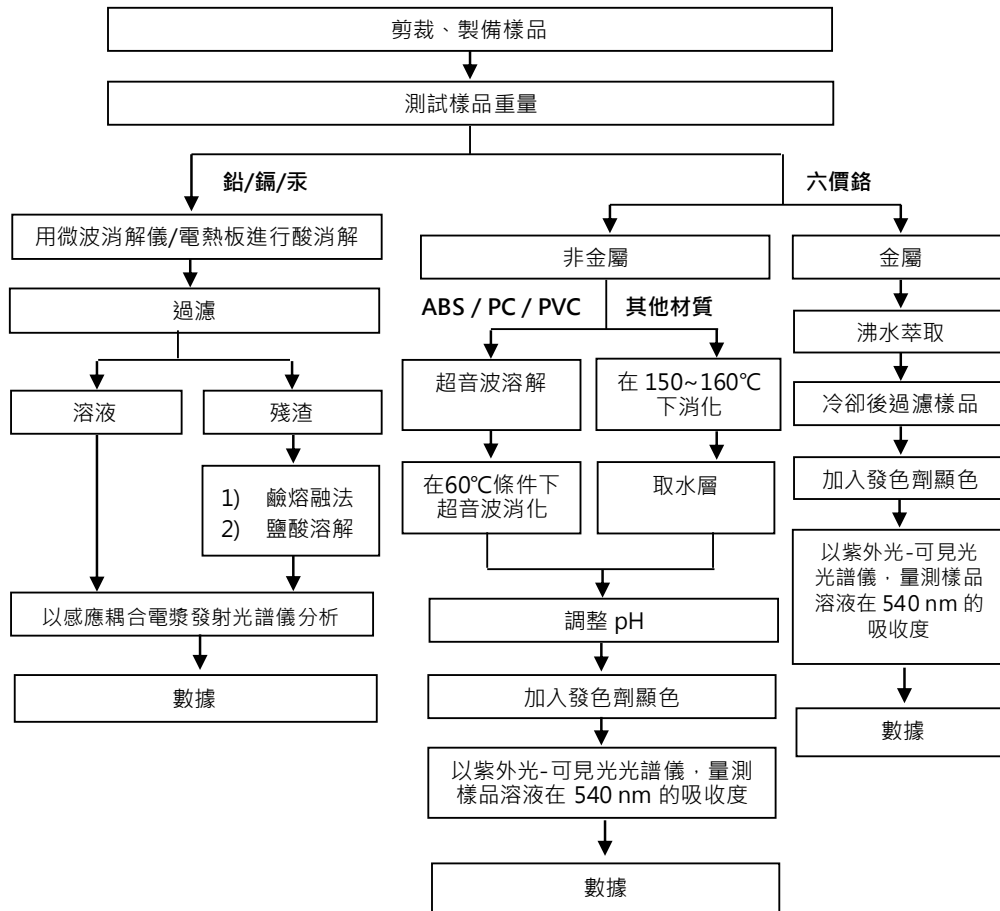 剪裁、製備樣品
測試樣品重量
鉛/鎘/汞
六價鉻
用微波消解儀/電熱板進行酸消解
過濾
溶液
殘渣
1) 鹼熔融法
2) 鹽酸溶解
以感應耦合電漿發射光譜儀分析
數據
非金屬
ABS / PC / PVC
其他材質
超音波溶解
在60℃條件下
超音波消化
在 150~160℃
下消化
取水層
調整 pH
加入發色劑顯色
以紫外光-可見光光譜儀，量測
樣品溶液在 540 nm 的吸收度
數據
金屬
沸水萃取
冷卻後過濾樣品
加入發色劑顯色
以紫外光-可見光
光譜儀，量測樣品
溶液在 540 nm 的
吸收度
數據